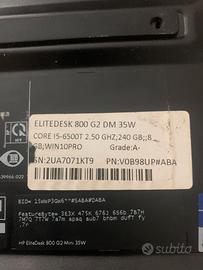 ELITEDESK 800 G2 DM 35W
CORE I5-6500T 2.50 GHZ;240 GB;;8
GB;WIN10PRO Grade:A-
SN:2UA7071KT9 P:V0B98UP#ABA
HP EliteDesk 800 G2 Mini 35W
subito